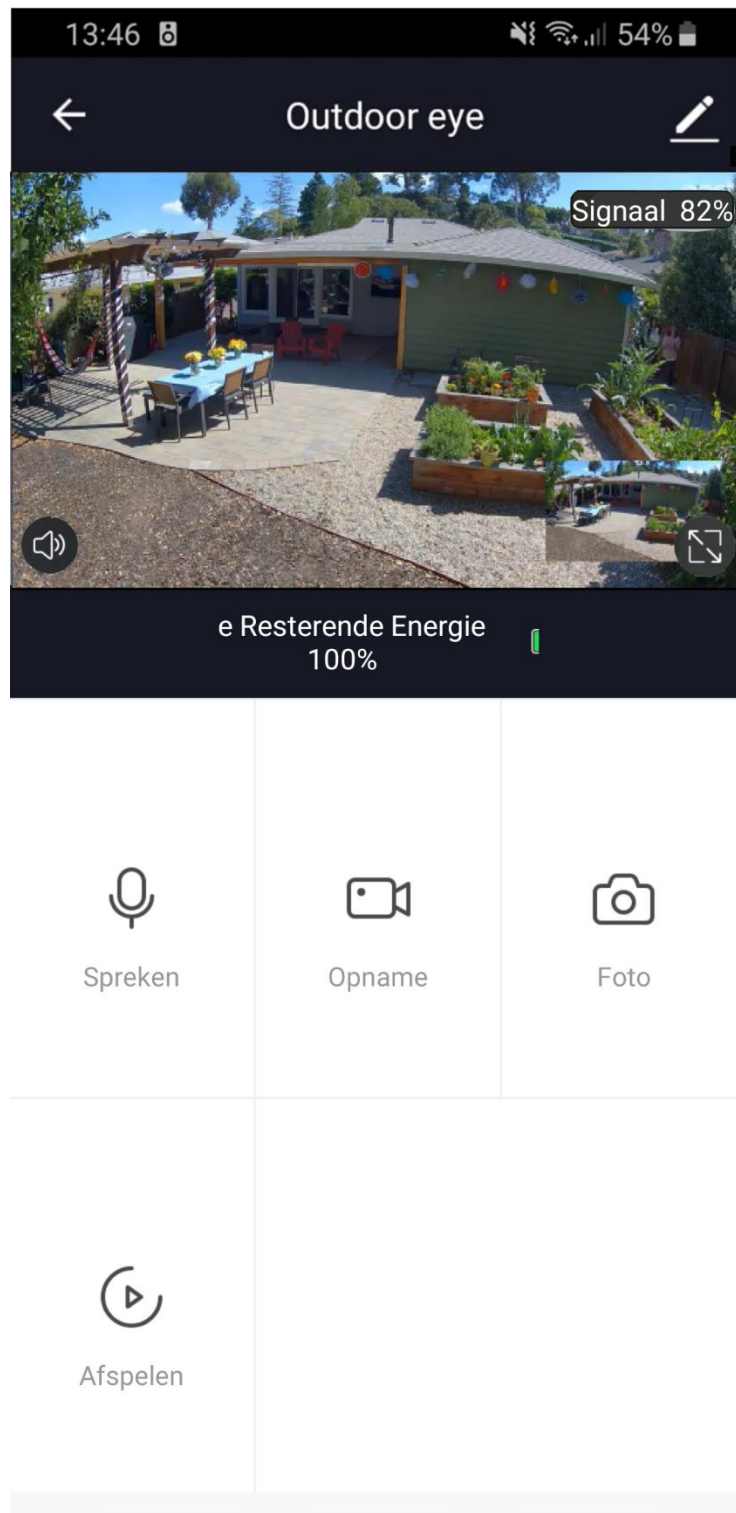 13:46
54%
Outdoor eye
Signaal 82%
e Resterende Energie
100%
Spreken
Opname
Foto
Afspelen